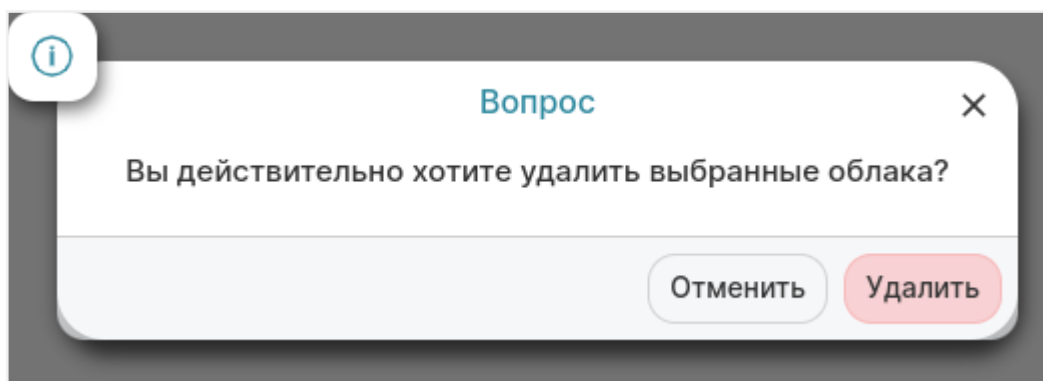 Вопрос
Вы действительно хотите удалить выбранные облака?
Отменить Удалить